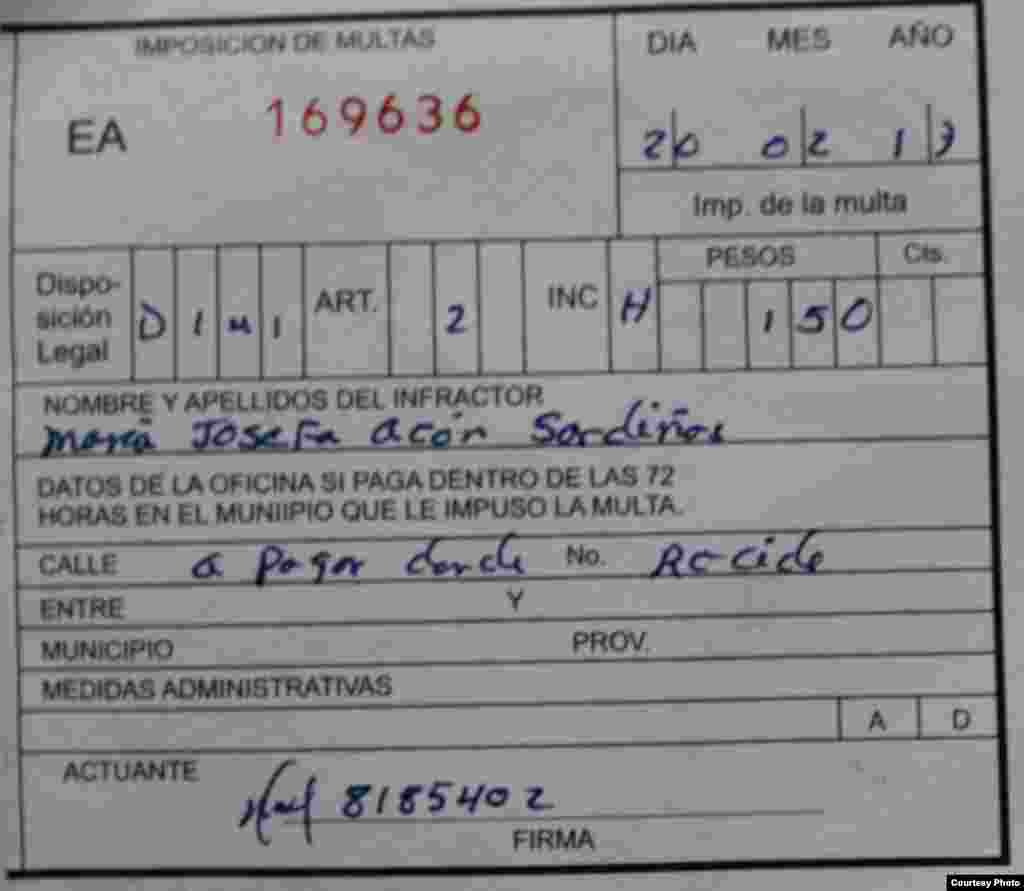 IMPOSICION DE MULTAS DIA MES AÑO
EA 169636 20 02 17
Imp. de la multa
Disposición Legal D 1 4 1 ART. 2 INC H PESOS 150 Cts.
NOMBRE Y APELLIDOS DEL INFRACTOR
María Josefa Acón Sardiñas
DATOS DE LA OFICINA SI PAGA DENTRO DE LAS 72
HORAS EN EL MUNIIPIO QUE LE IMPUSO LA MULTA.
CALLE a pagar donde No. Recide
ENTRE Y
MUNICIPIO PROV.
MEDIDAS ADMINISTRATIVAS
A D
ACTUANTE
8185402
FIRMA
Courtesy Photo